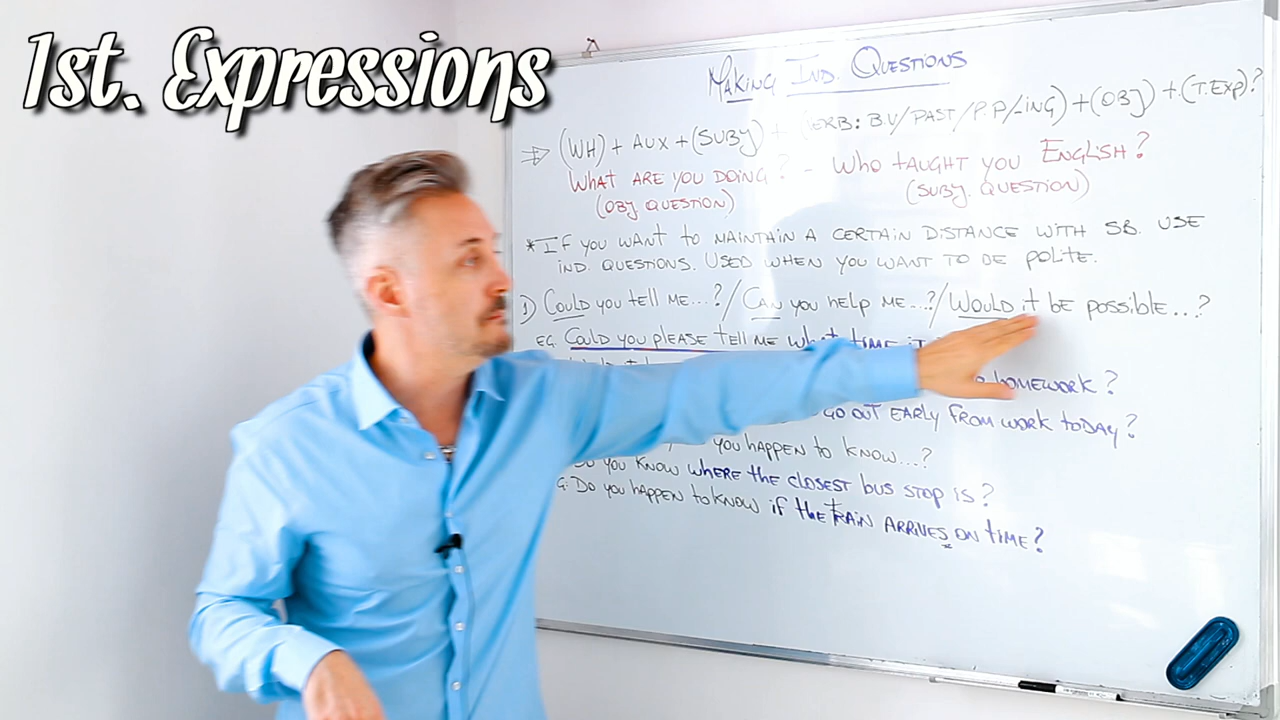 1st. Expressions
Making Ind. Questions
(WH) + AUX + (SUBJ) + (VERB: B.V/PAST/P.P/-ING) + (OBJ) + (T.EXP)?
WHAT ARE YOU DOING? - WHO TAUGHT YOU ENGLISH?
(OBJ QUESTION) (SUBJ. QUESTION)
* IF YOU WANT TO MAINTAIN A CERTAIN DISTANCE WITH SB. USE
IND. QUESTIONS. USED WHEN YOU WANT TO BE POLITE.
1) COULD YOU TELL ME...?/CAN YOU HELP ME...?/WOULD IT BE POSSIBLE...?
EG. COULD YOU PLEASE TELL ME WHAT TIME IT
HOMEWORK?
GO OUT EARLY FROM WORK TODAY?
YOU HAPPEN TO KNOW...?
DO YOU KNOW WHERE THE CLOSEST BUS STOP IS?
G: DO YOU HAPPEN TO KNOW IF THE TRAIN ARRIVES ON TIME?